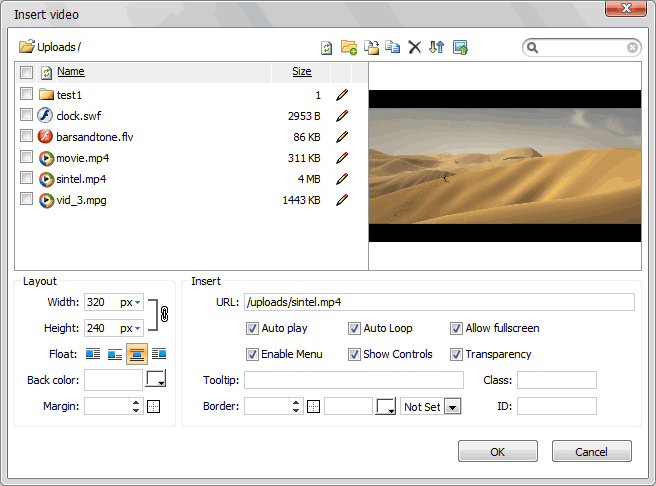 Insert video
Uploads /
Name Size
test1 1
clock.swf 2953 B
barsandtone.flv 86 KB
movie.mp4 311 KB
sintel.mp4 4 MB
vid_3.mpg 1443 KB
Layout
Width: 320 px
Height: 240 px
Float:
Back color:
Margin:
Insert
URL: /uploads/sintel.mp4
Auto play Auto Loop Allow fullscreen
Enable Menu Show Controls Transparency
Tooltip: Class:
Border: Not Set ID:
OK Cancel